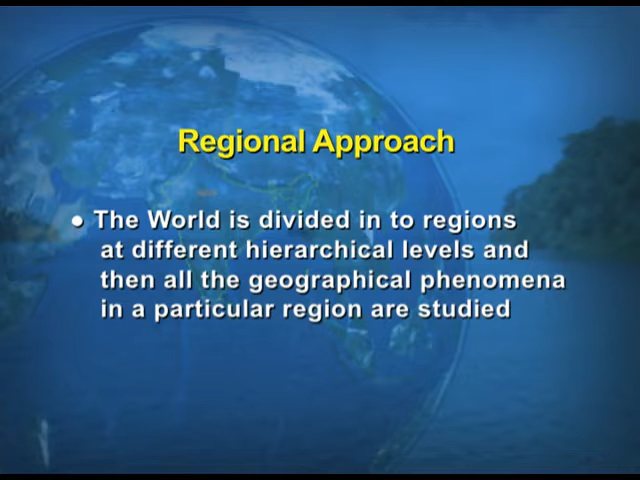 Regional Approach
● The World is divided in to regions
at different hierarchical levels and
then all the geographical phenomena
in a particular region are studied